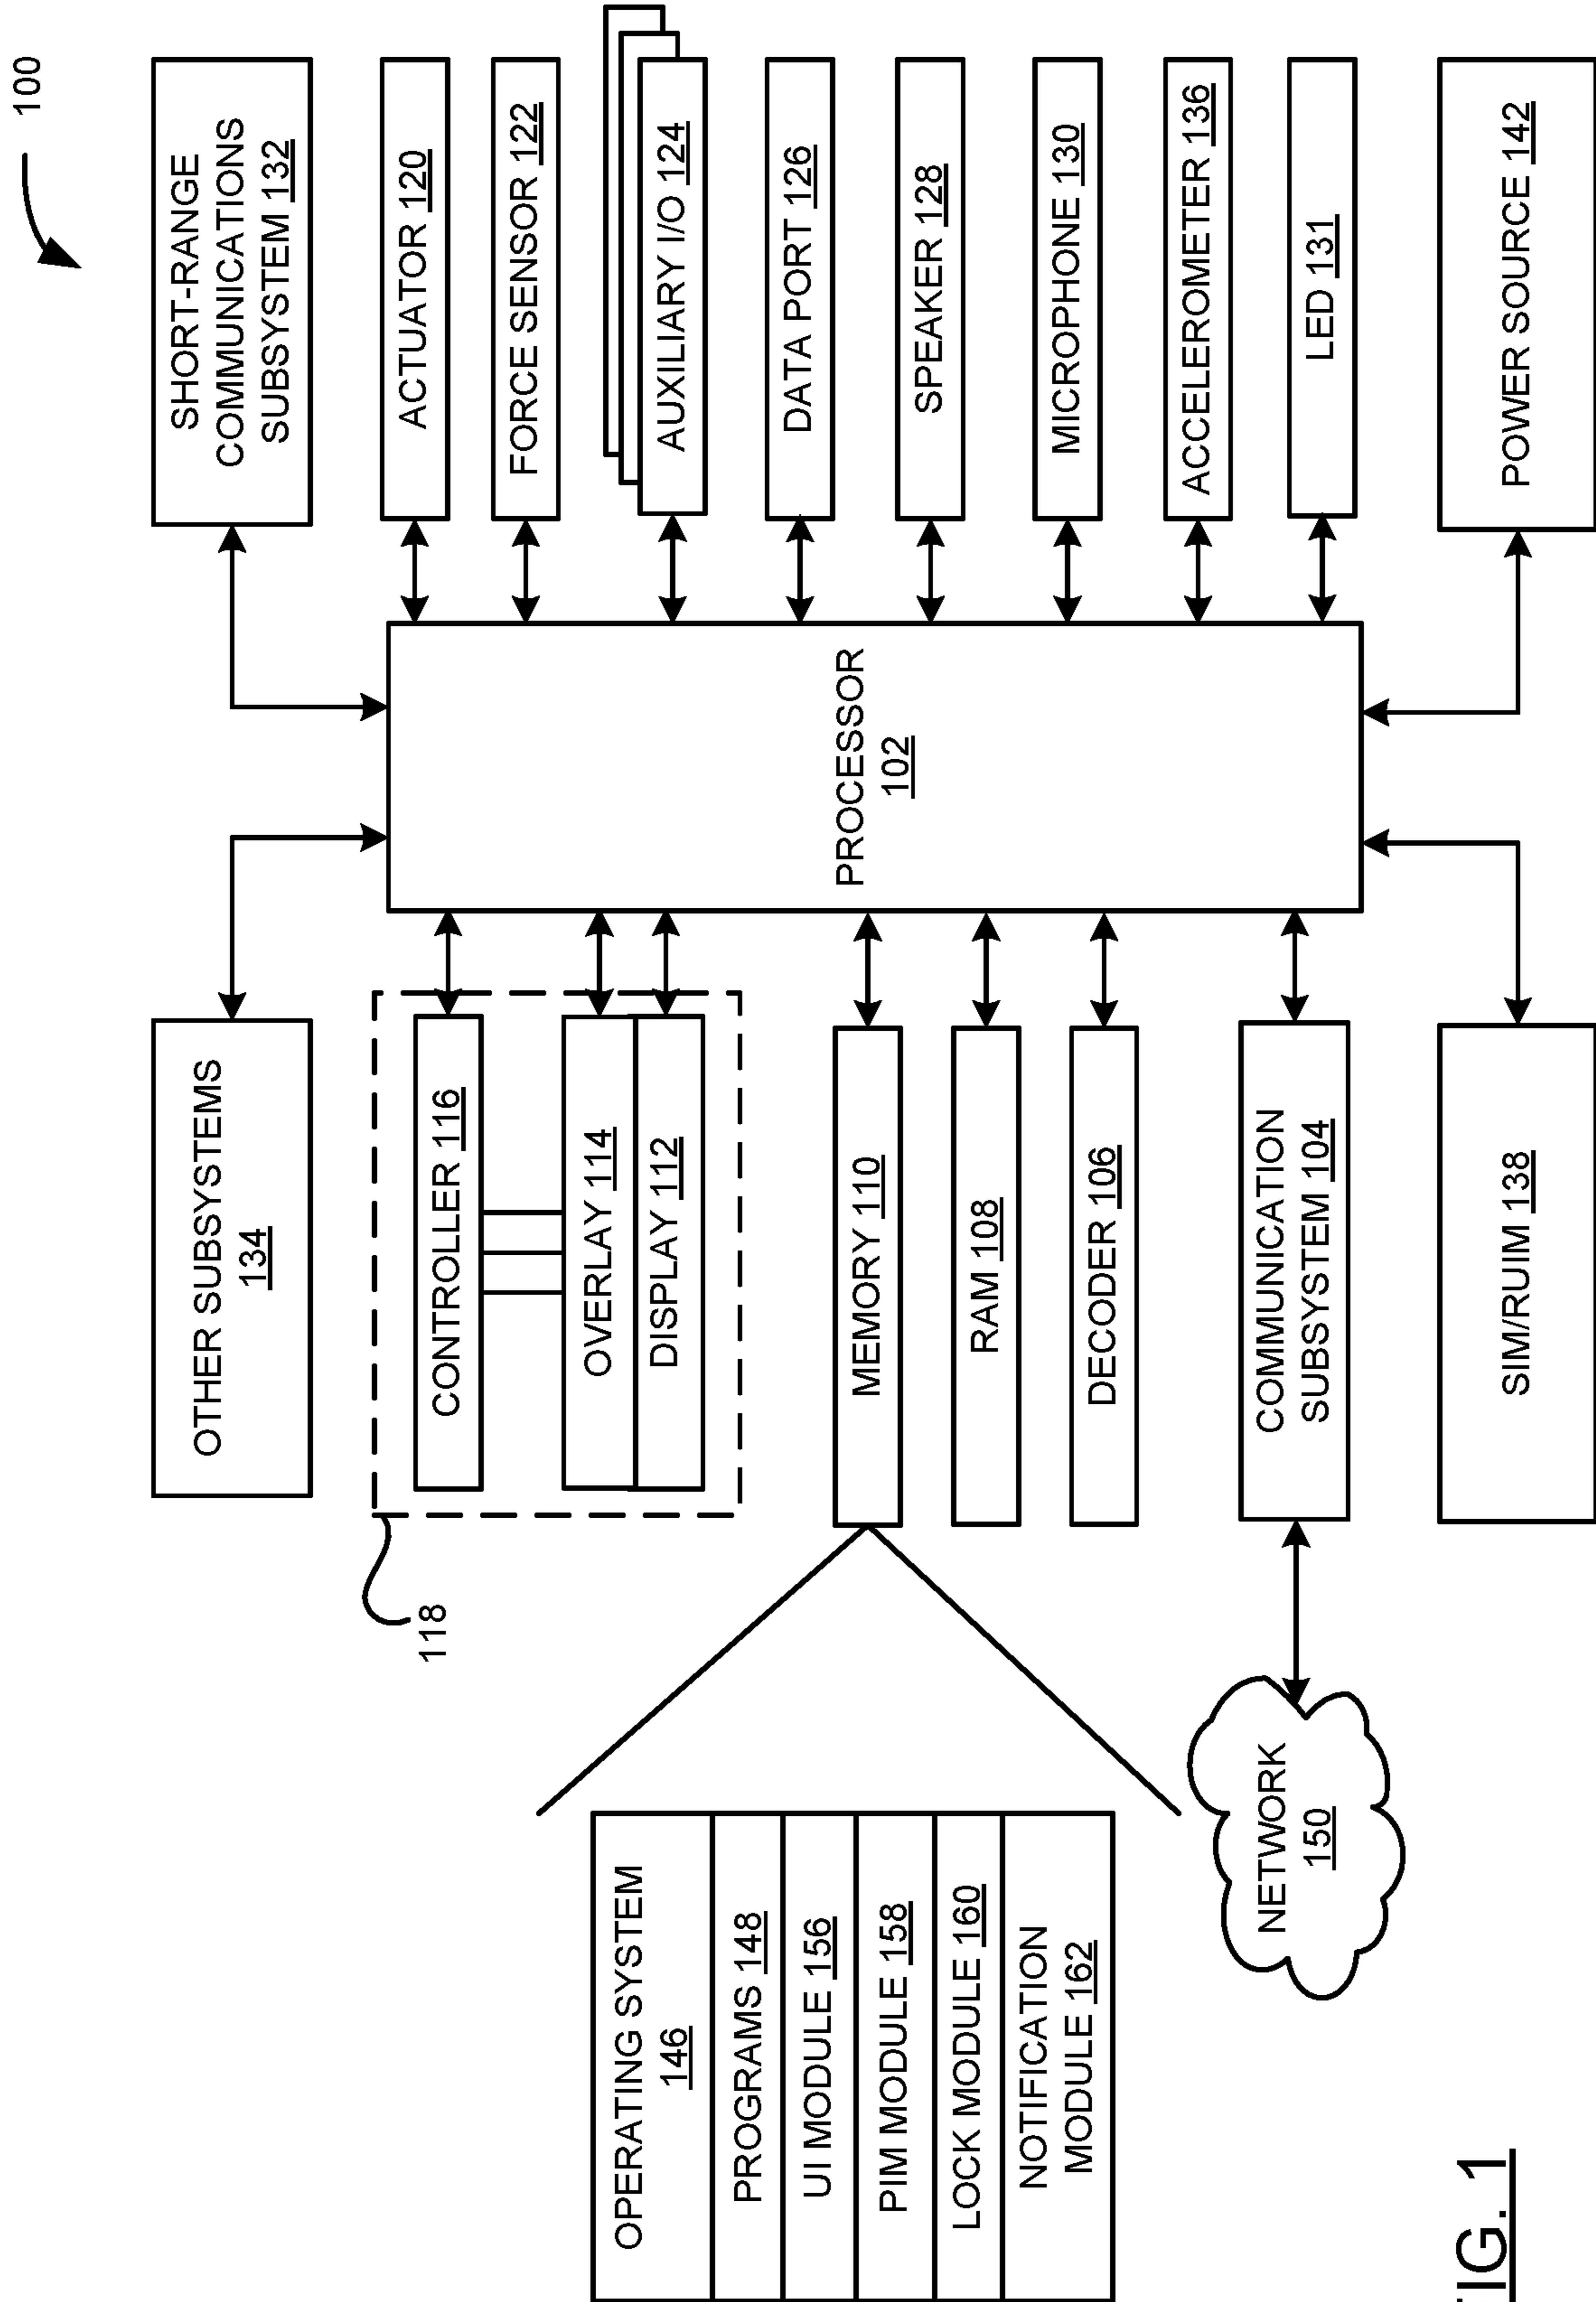 100
OTHER SUBSYSTEMS
134
SHORT-RANGE
COMMUNICATIONS
SUBSYSTEM 132
118
CONTROLLER 116
OVERLAY 114
DISPLAY 112
MEMORY 110
RAM 108
DECODER 106
COMMUNICATION
SUBSYSTEM 104
SIM/RUIM 138
OPERATING SYSTEM
146
PROGRAMS 148
UI MODULE 156
PIM MODULE 158
LOCK MODULE 160
NOTIFICATION
MODULE 162
NETWORK
150
PROCESSOR
102
ACTUATOR 120
FORCE SENSOR 122
AUXILIARY I/O 124
DATA PORT 126
SPEAKER 128
MICROPHONE 130
ACCELEROMETER 136
LED 131
POWER SOURCE 142
FIG. 1